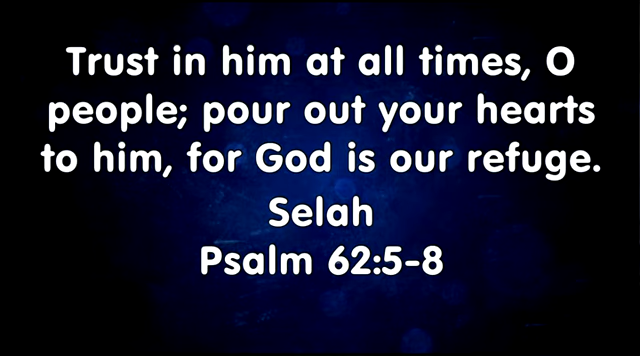 Trust in him at all times, O
people; pour out your hearts
to him, for God is our refuge.
Selah
Psalm 62:5-8